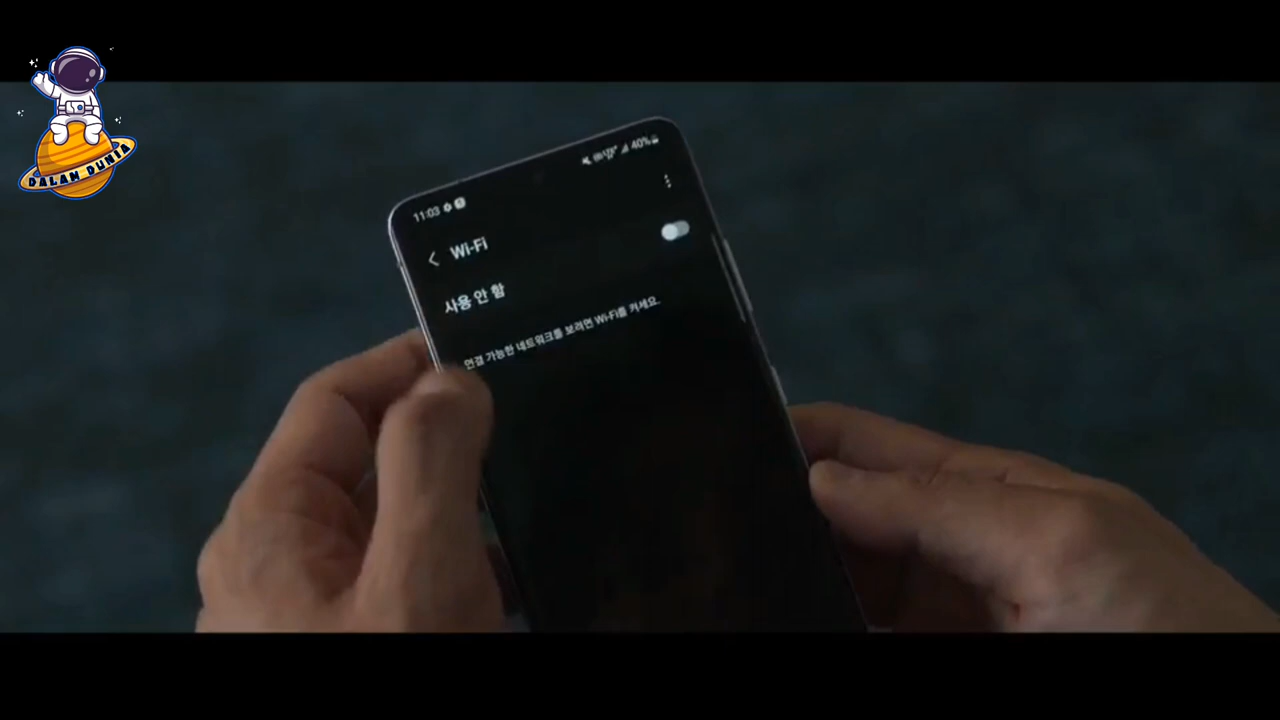 DALAM DUNIA
11:03
40%
Wi-Fi
사용 안 함
연결 가능한 네트워크를 보려면 Wi-Fi를 켜세요.